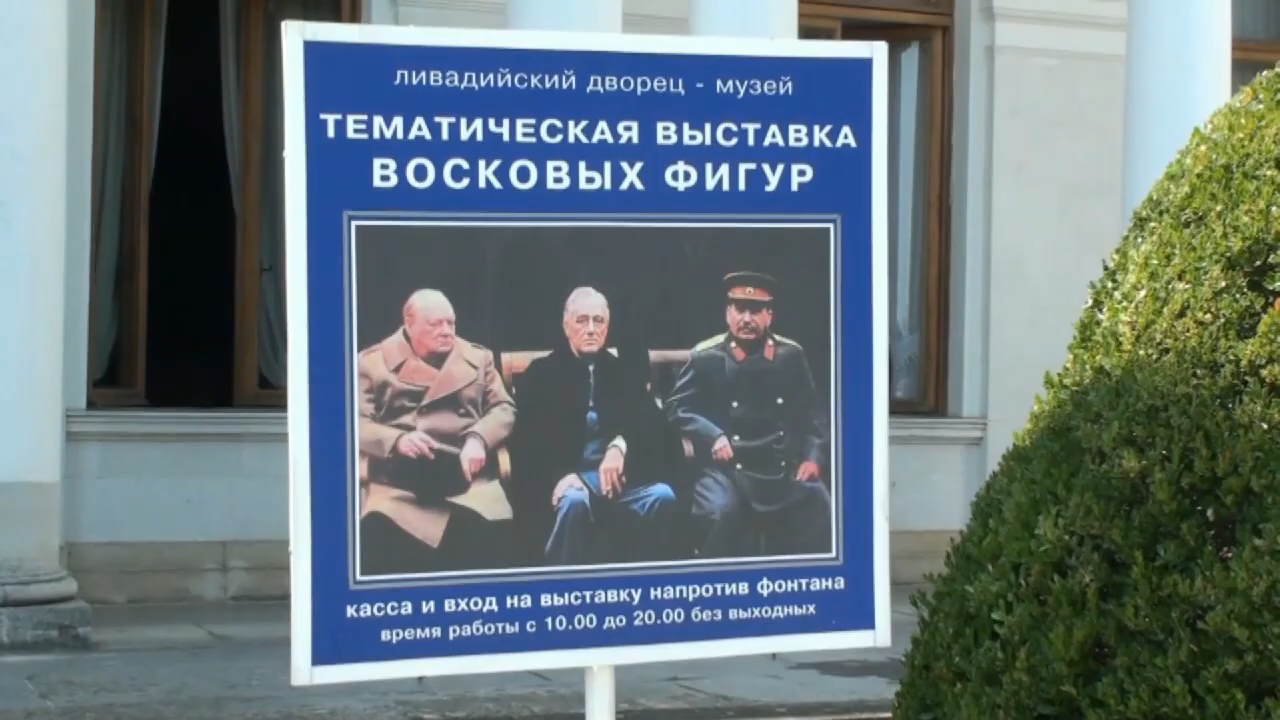 ливадийский дворец - музей
ТЕМАТИЧЕСКАЯ ВЫСТАВКА
ВОСКОВЫХ ФИГУР
касса и вход на выставку напротив фонтана
время работы с 10.00 до 20.00 без выходных